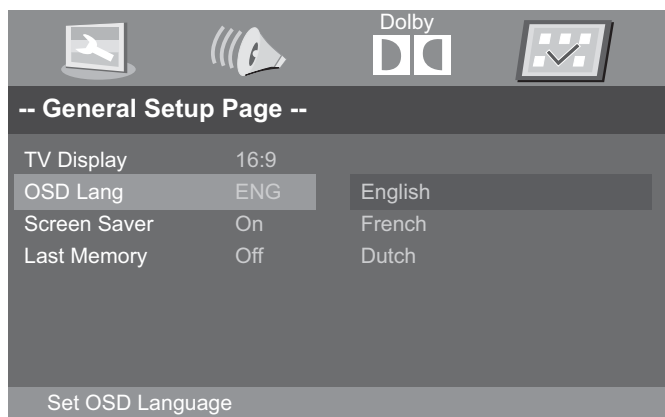 Dolby
-- General Setup Page --
TV Display 16:9
OSD Lang ENG English
Screen Saver On French
Last Memory Off Dutch
Set OSD Language